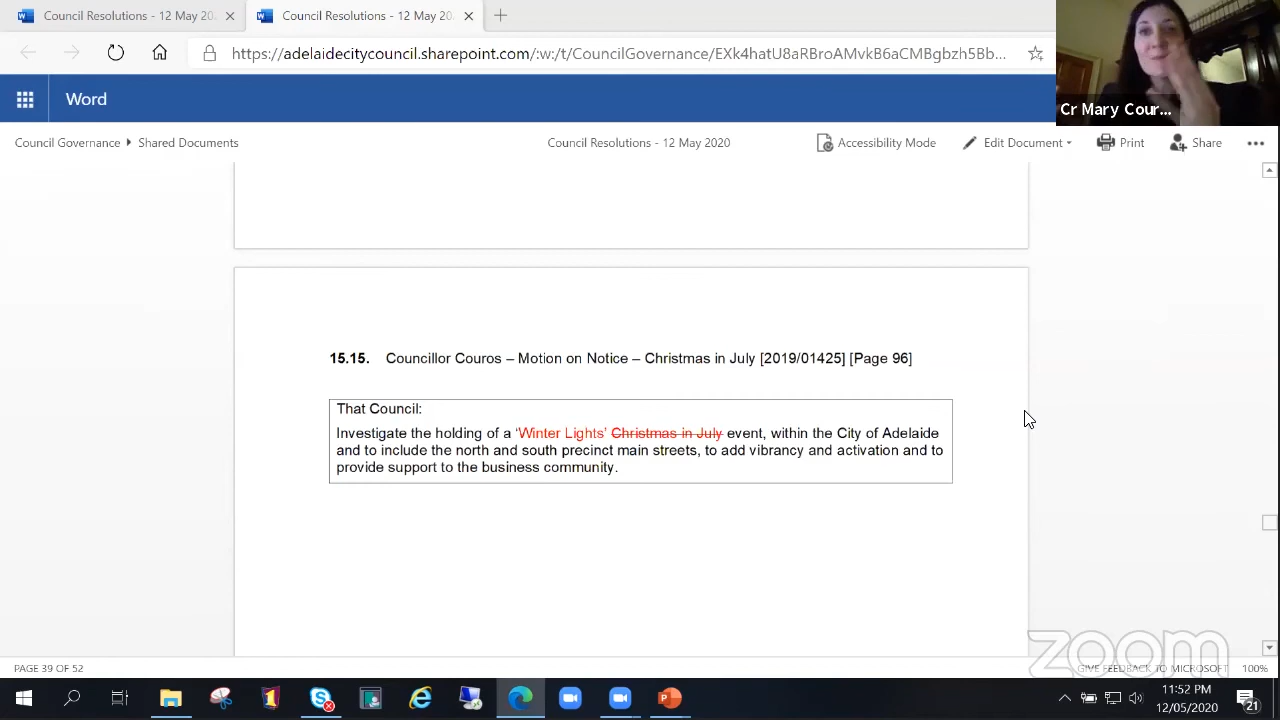 Council Resolutions - 12 May 202
Council Resolutions - 12 May 202
https://adelaidecitycouncil.sharepoint.com/:w:/t/CouncilGovernance/EXk4hatU8aRBroAMvkB6aCMBgbzh5Bb...
Word
Cr Mary Cour...
Council Governance Shared Documents
Council Resolutions - 12 May 2020
Accessibility Mode
Edit Document
Print
Share
15.15. Councillor Couros – Motion on Notice – Christmas in July [2019/01425] [Page 96]
That Council:
Investigate the holding of a ‘Winter Lights’ Christmas in July event, within the City of Adelaide
and to include the north and south precinct main streets, to add vibrancy and activation and to
provide support to the business community.
zoom
PAGE 39 OF 52
GIVE FEEDBACK TO MICROSOFT
100%
11:52 PM
12/05/2020
21